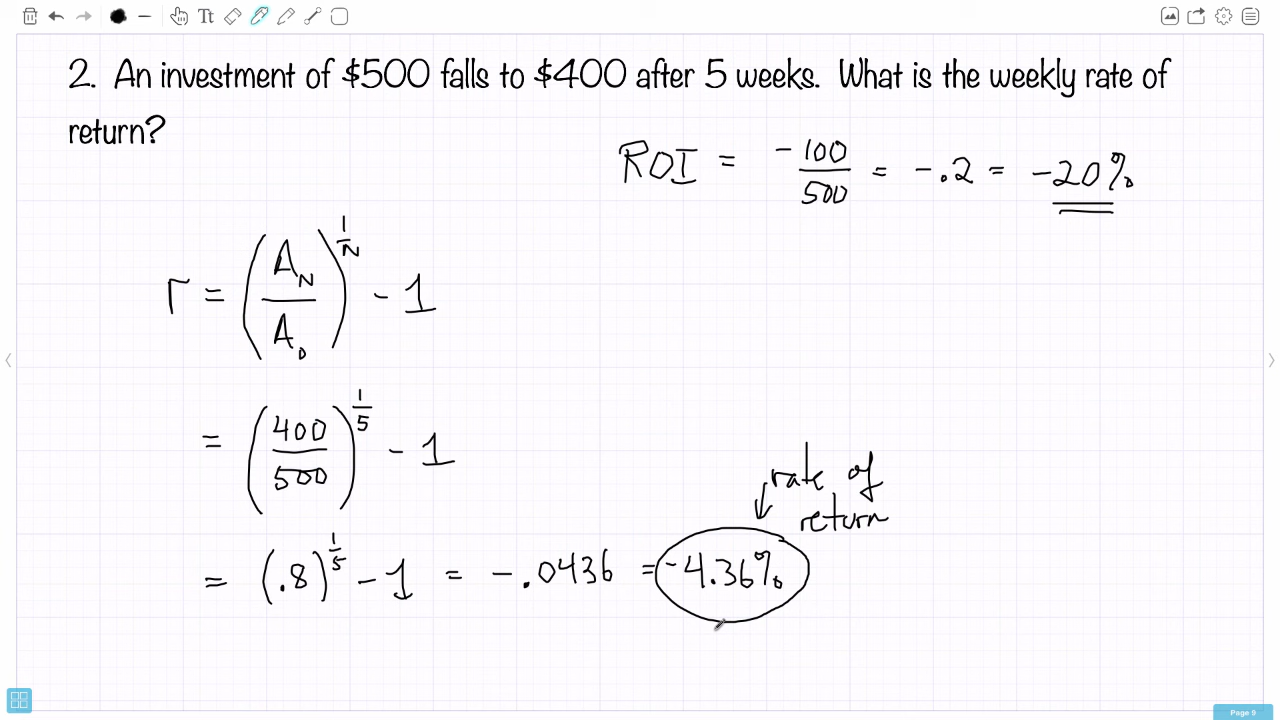 2. An investment of $500 falls to $400 after 5 weeks. What is the weekly rate of
return?
ROI = -100/500 = -.2 = -20%
r = (A_N/A_0)^(1/N) - 1
= (400/500)^(1/5) - 1
rate of
return
= (.8)^(1/5) - 1 = -.0436 = -4.36%
Tt
Page 9